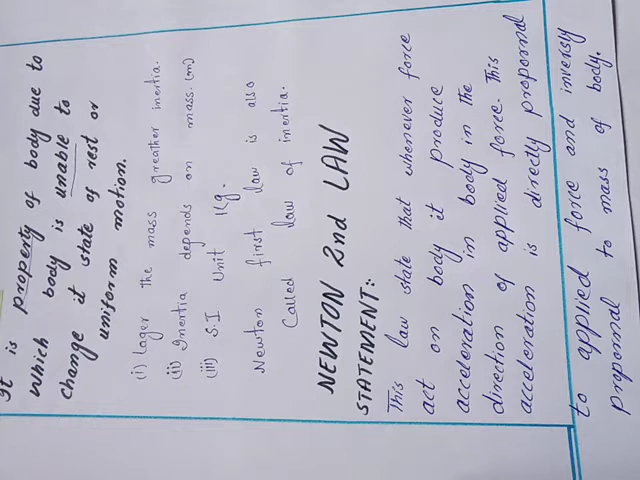 It is property of body due to
which body is unable to
change it state of rest or
uniform motion.
(i) Lager the mass greather inertia.
(ii) Inertia depends on mass. (m)
(iii) S.I Unit kg.
Newton first law is also
Called law of inertia.
NEWTON 2nd LAW
STATEMENT:-
This law state that whenever force
act on body it produce
acceleration in body in the
direction of applied force. This
acceleration is directly propornal
to applied force and inversly
propornal to mass of body.